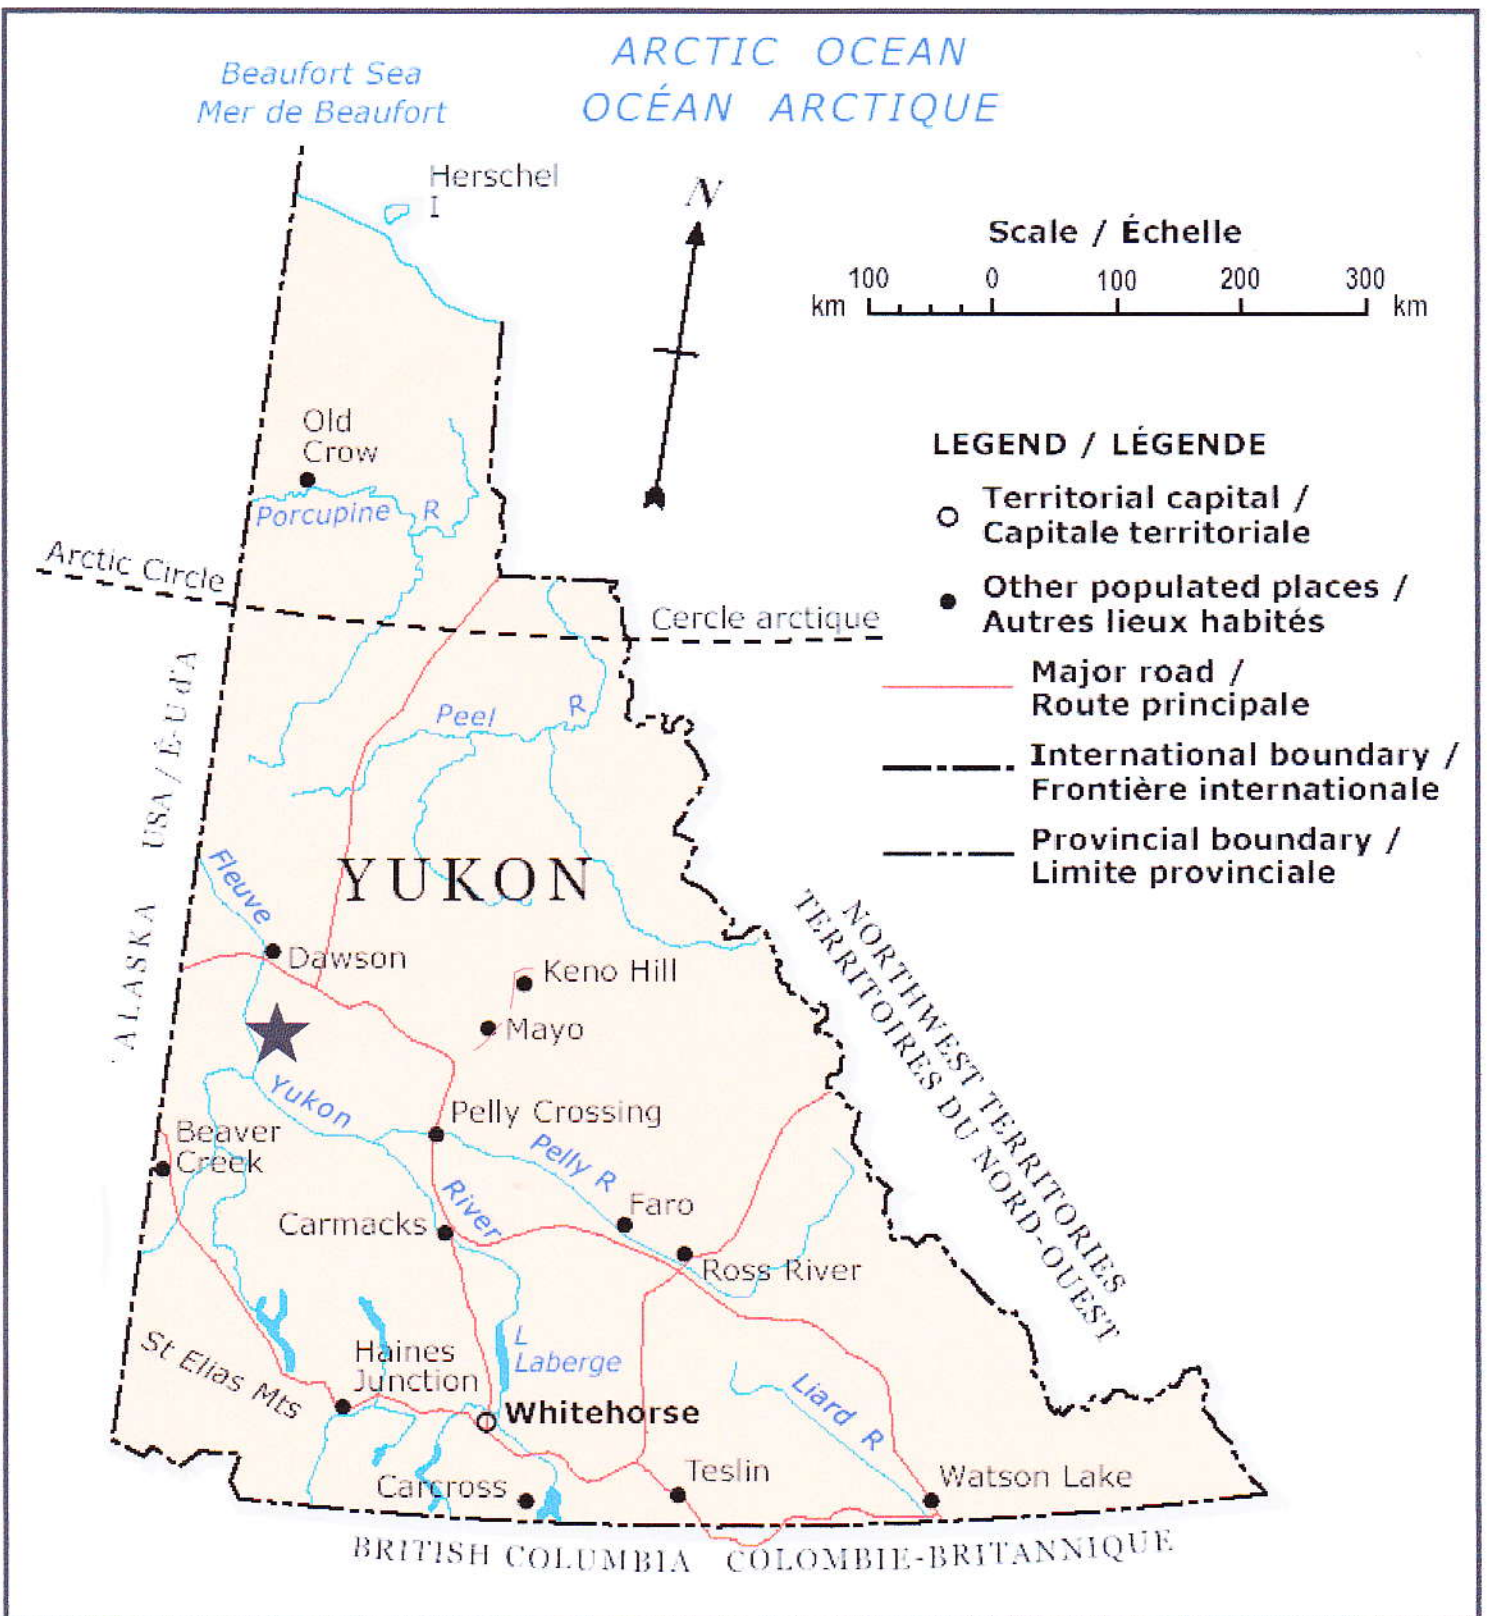 ARCTIC OCEAN
OCÉAN ARCTIQUE
Beaufort Sea
Mer de Beaufort
Herschel
I
N
Scale / Échelle
100 0 100 200 300
km km
Old
Crow
Porcupine R
Arctic Circle
Cercle arctique
LEGEND / LÉGENDE
Territorial capital /
Capitale territoriale
Other populated places /
Autres lieux habités
Major road /
Route principale
International boundary /
Frontière internationale
Provincial boundary /
Limite provinciale
Peel R
ALASKA USA / É-U d'A
YUKON
Fleuve
Dawson
Keno Hill
Mayo
Yukon
Pelly Crossing
Beaver
Creek
Pelly R
River
Faro
Carmacks
Ross River
NORTHWEST TERRITORIES
TERRITOIRES DU NORD-OUEST
St Elias Mts
Haines
Junction
L
Laberge
Whitehorse
Liard R
Carcross
Teslin
Watson Lake
BRITISH COLUMBIA COLOMBIE-BRITANNIQUE